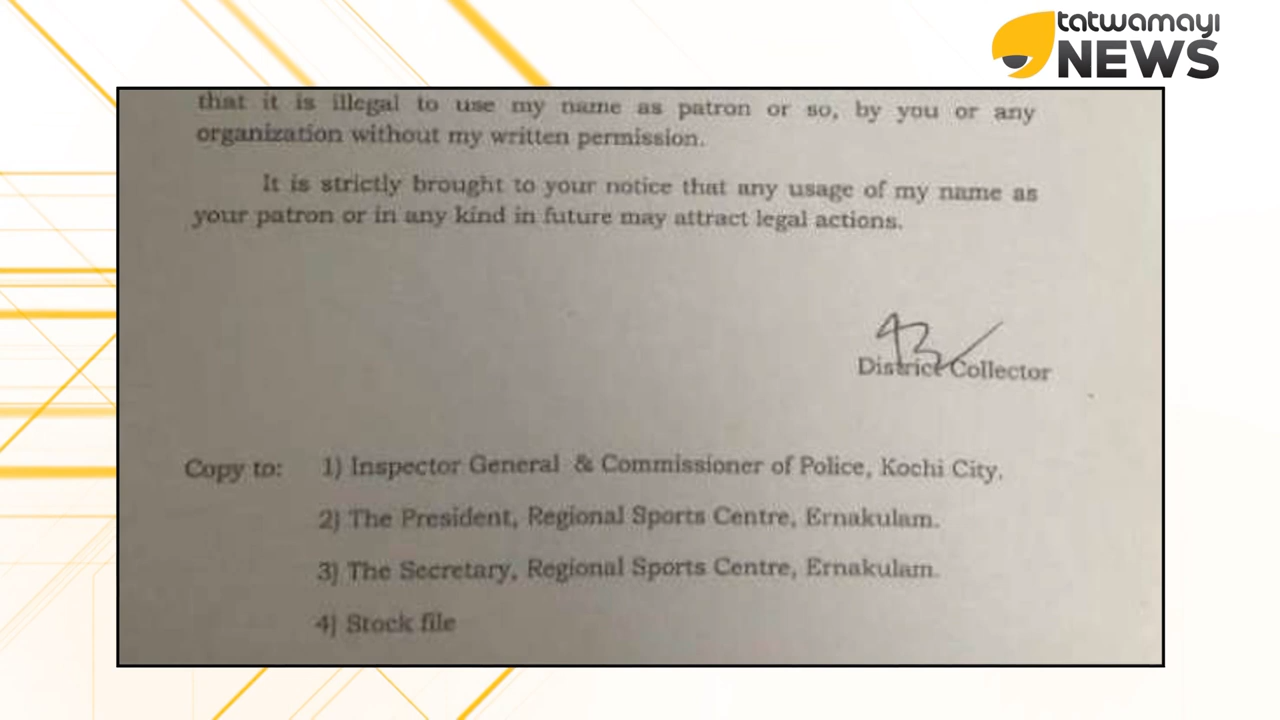 tatwamayi
NEWS
that it is illegal to use my name as patron or so, by you or any
organization without my written permission.
It is strictly brought to your notice that any usage of my name as
your patron or in any kind in future may attract legal actions.
District Collector
Copy to: 1) Inspector General & Commissioner of Police, Kochi City.
2) The President, Regional Sports Centre, Ernakulam.
3) The Secretary, Regional Sports Centre, Ernakulam.
4) Stock file